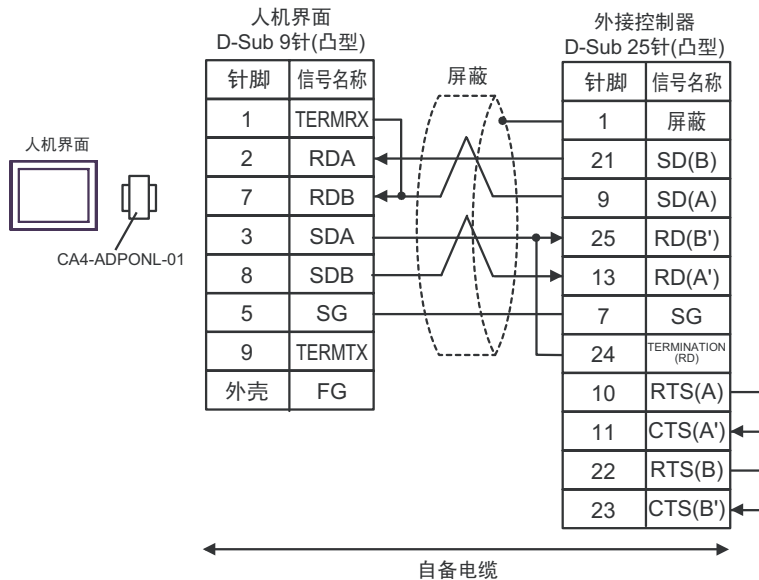 人机界面
D-Sub 9针(凸型)
外接控制器
D-Sub 25针(凸型)
人机界面
CA4-ADPONL-01
屏蔽
针脚 信号名称
1 TERMRX
2 RDA
7 RDB
3 SDA
8 SDB
5 SG
9 TERMTX
外壳 FG
针脚 信号名称
1 屏蔽
21 SD(B)
9 SD(A)
25 RD(B')
13 RD(A')
7 SG
24 TERMINATION
(RD)
10 RTS(A)
11 CTS(A')
22 RTS(B)
23 CTS(B')
自备电缆